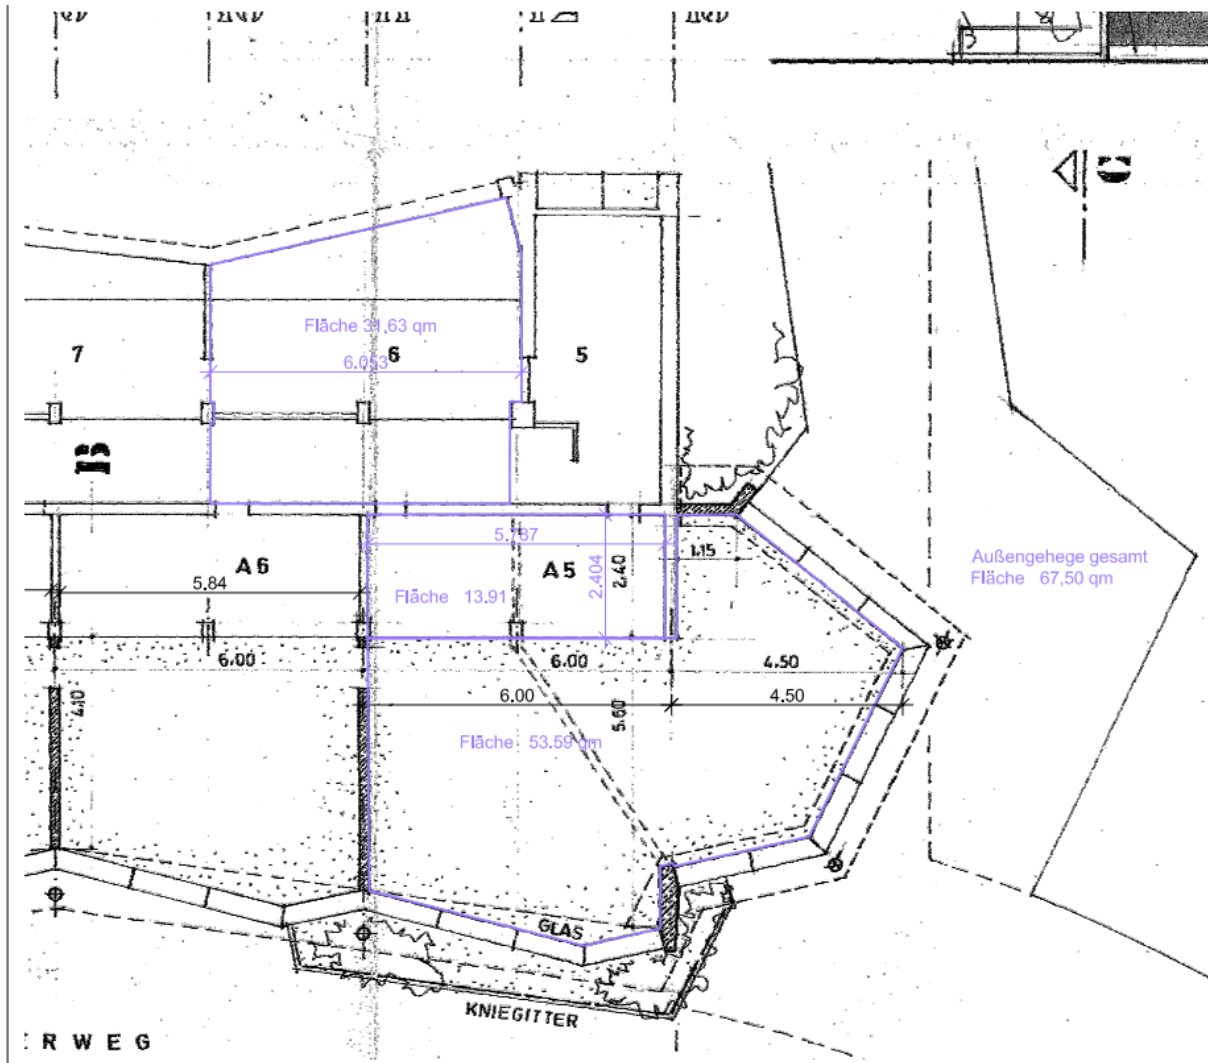 Fläche 31,63 qm
7
6
5
6.053
B
5.787
A 6
A 5
2.404
2.40
1.15
5.84
Fläche 13.91
Außengehege gesamt
Fläche 67,50 qm
6.00
6.00
4.50
4.10
6.00
5.60
4.50
Fläche 53.59 qm
GLAS
KNIEGITTER
ERWEG